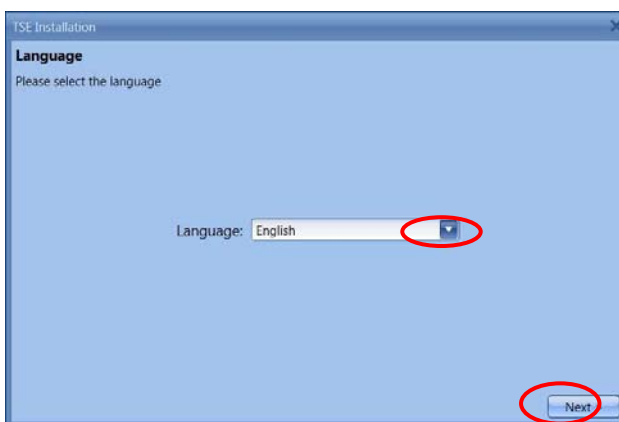 TSE Installation
Language
Please select the language
Language: English
Next